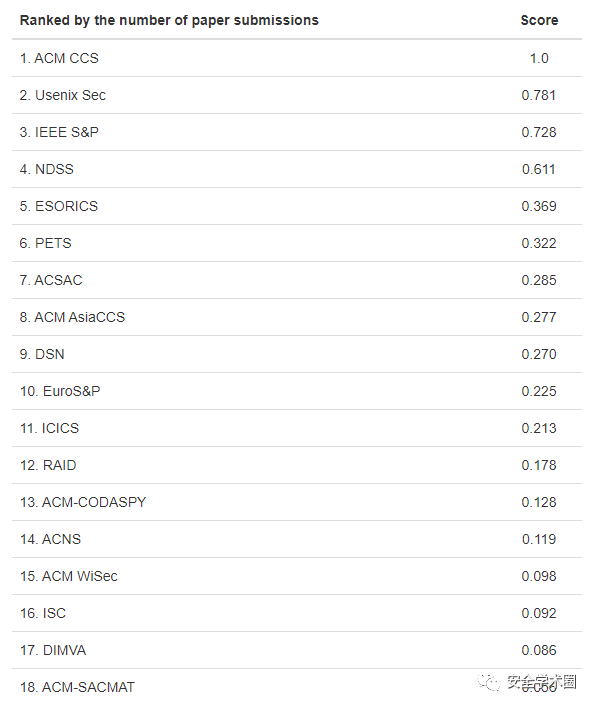 Ranked by the number of paper submissions Score
1. ACM CCS 1.0
2. Usenix Sec 0.781
3. IEEE S&P 0.728
4. NDSS 0.611
5. ESORICS 0.369
6. PETS 0.322
7. ACSAC 0.285
8. ACM AsiaCCS 0.277
9. DSN 0.270
10. EuroS&P 0.225
11. ICICS 0.213
12. RAID 0.178
13. ACM-CODASPY 0.128
14. ACNS 0.119
15. ACM WiSec 0.098
16. ISC 0.092
17. DIMVA 0.086
18. ACM-SACMAT
安全学术圈